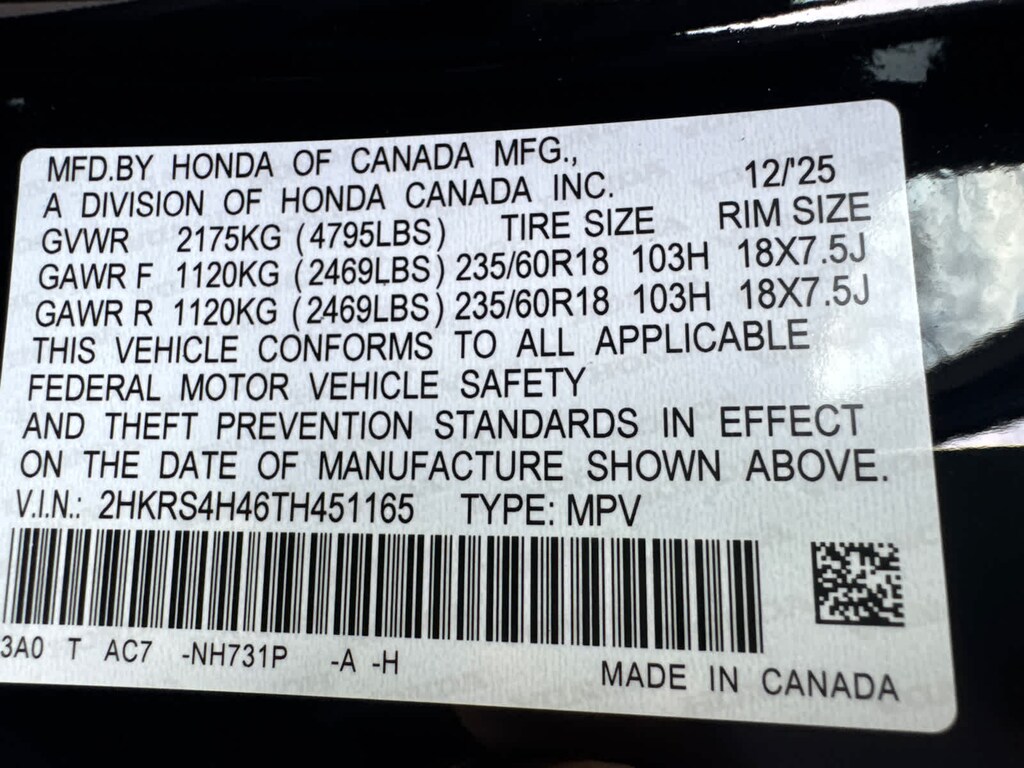 MFD.BY HONDA OF CANADA MFG.,
A DIVISION OF HONDA CANADA INC. 12/'25
GVWR 2175KG (4795LBS) TIRE SIZE RIM SIZE
GAWR F 1120KG (2469LBS) 235/60R18 103H 18X7.5J
GAWR R 1120KG (2469LBS) 235/60R18 103H 18X7.5J
THIS VEHICLE CONFORMS TO ALL APPLICABLE
FEDERAL MOTOR VEHICLE SAFETY
AND THEFT PREVENTION STANDARDS IN EFFECT
ON THE DATE OF MANUFACTURE SHOWN ABOVE.
V.I.N.: 2HKRS4H46TH451165 TYPE: MPV
3A0 T AC7 -NH731P -A -H
MADE IN CANADA